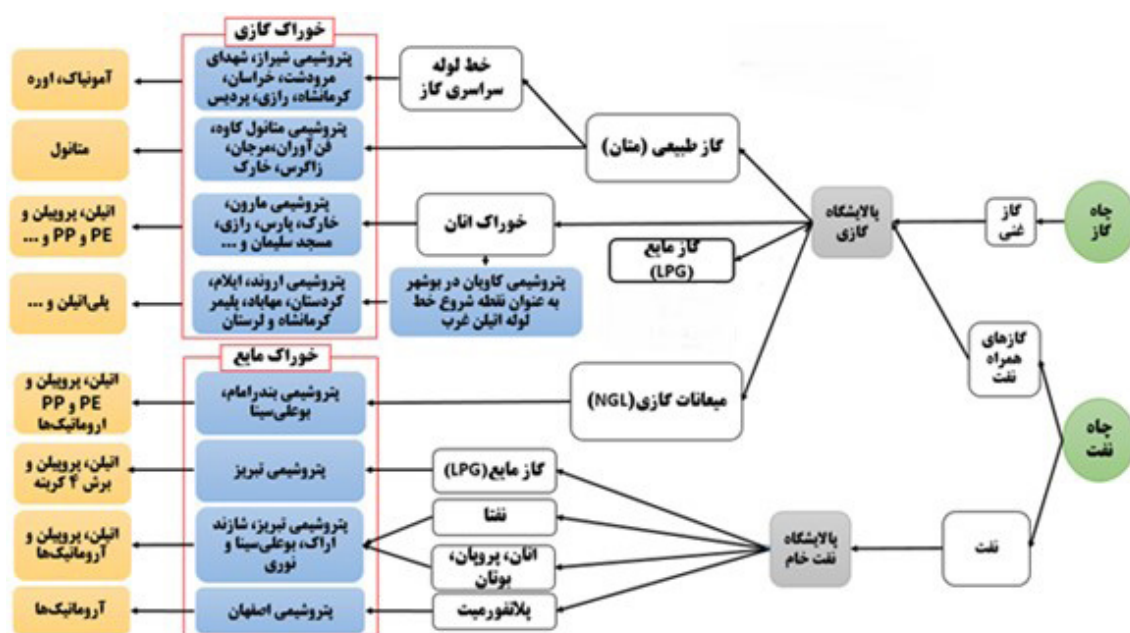 خوراک گازی
چاه
گاز
گاز
غنی
پالایشگاه
گازی
گاز طبیعی (متان)
خط لوله
سراسری گاز
پتروشیمی شیراز، شهدای
مرودشت، خراسان،
کرمانشاه، رازی، پردیس
آمونیاک، اوره
پتروشیمی متانول کاوه،
فن‌آوران،مرجان،
زاگرس، خارک
متانول
خوراک اتان
پتروشیمی مارون،
خارک، پارس، رازی،
مسجد سلیمان و ...
اتیلن، پروپیلن و
PE و PP و ...
گاز مایع
(LPG)
پتروشیمی کاویان در بوشهر
به عنوان نقطه شروع خط
لوله اتیلن غرب
پتروشیمی اروند، ایلام،
کردستان، مهاباد، پلیمر
کرمانشاه و لرستان
پلی‌اتیلن و ...
گازهای
همراه
نفت
خوراک مایع
میعانات گازی(NGL)
پتروشیمی بندرامام،
بوعلی‌سینا
اتیلن، پروپیلن و
PE و PP
اروماتیک‌ها
چاه
نفت
نفت
پالایشگاه
نفت خام
گاز مایع(LPG)
پتروشیمی تبریز
اتیلن، پروپیلن و
برش ۴ کربنه
نفتا
اتان، پروپان،
بوتان
پتروشیمی تبریز، شازند
اراک، بوعلی‌سینا و
نوری
اتیلن، پروپیلن و
آروماتیک‌ها
پلاتفورمیت
پتروشیمی اصفهان
آروماتیک‌ها